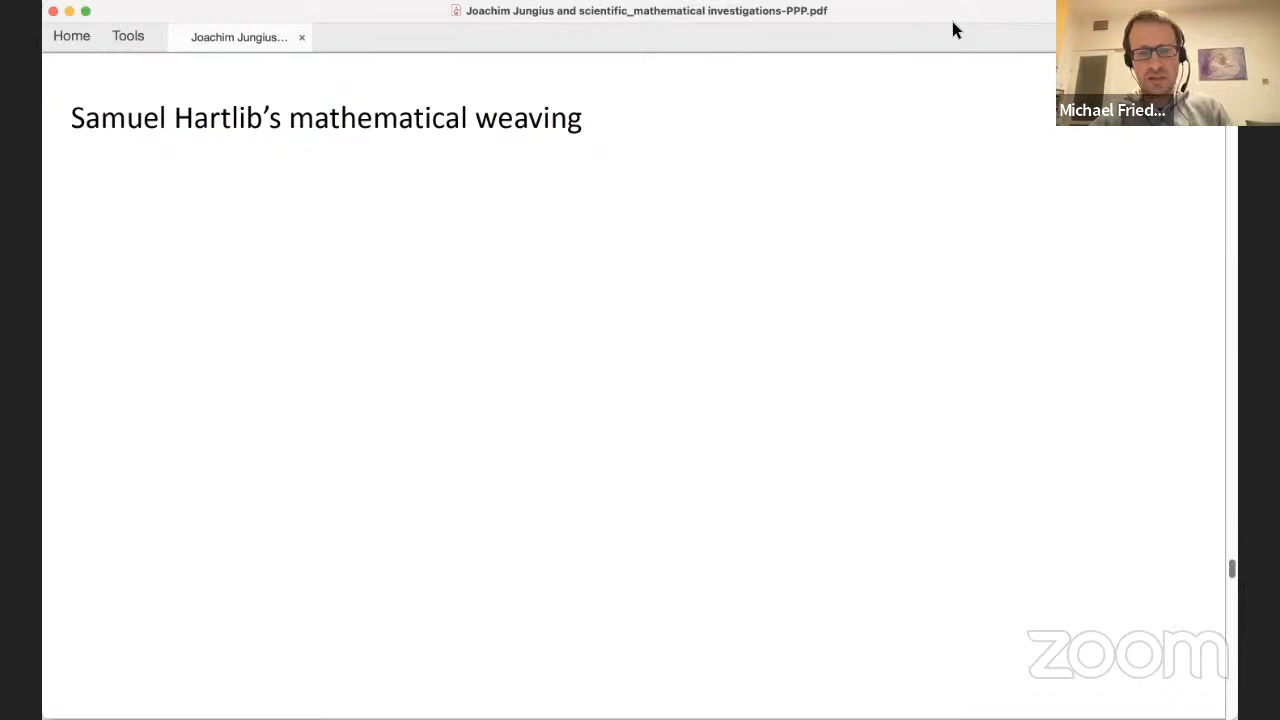 Joachim Jungius and scientific_mathematical investigations-PPP.pdf
Home Tools Joachim Jungius... ×
Samuel Hartlib’s mathematical weaving
Michael Fried...
zoom